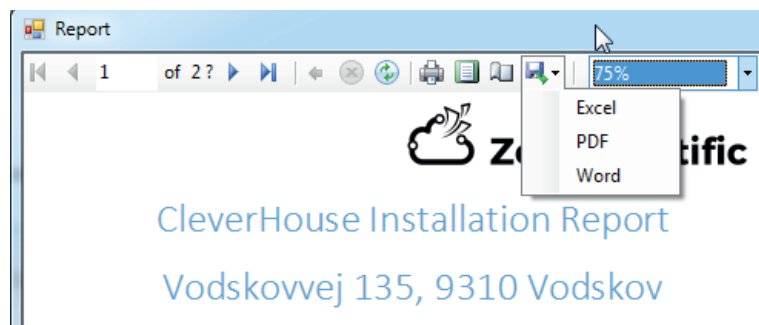 Report
1 of 2 ? 75%
Excel
PDF
Word
CleverHouse Installation Report
Vodskovvej 135, 9310 Vodskov